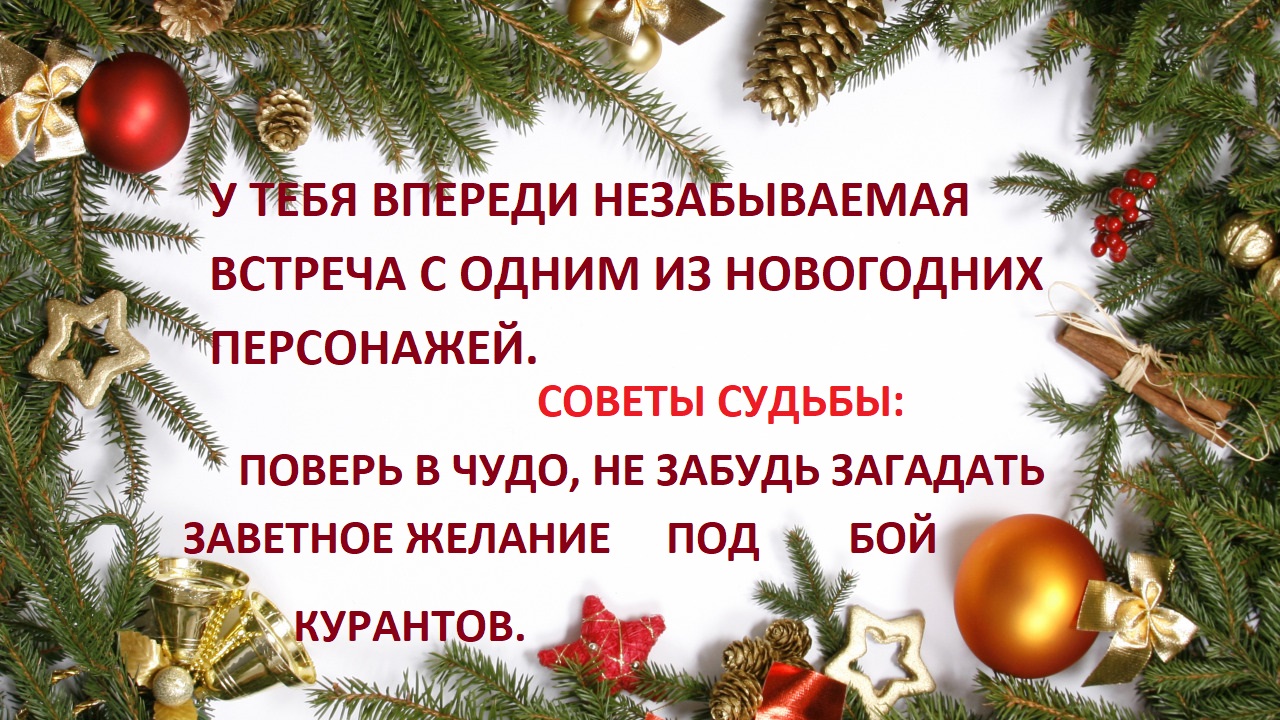 У ТЕБЯ ВПЕРЕДИ НЕЗАБЫВАЕМАЯ
ВСТРЕЧА С ОДНИМ ИЗ НОВОГОДНИХ
ПЕРСОНАЖЕЙ.
СОВЕТЫ СУДЬБЫ:
ПОВЕРЬ В ЧУДО, НЕ ЗАБУДЬ ЗАГАДАТЬ
ЗАВЕТНОЕ ЖЕЛАНИЕ ПОД БОЙ
КУРАНТОВ.